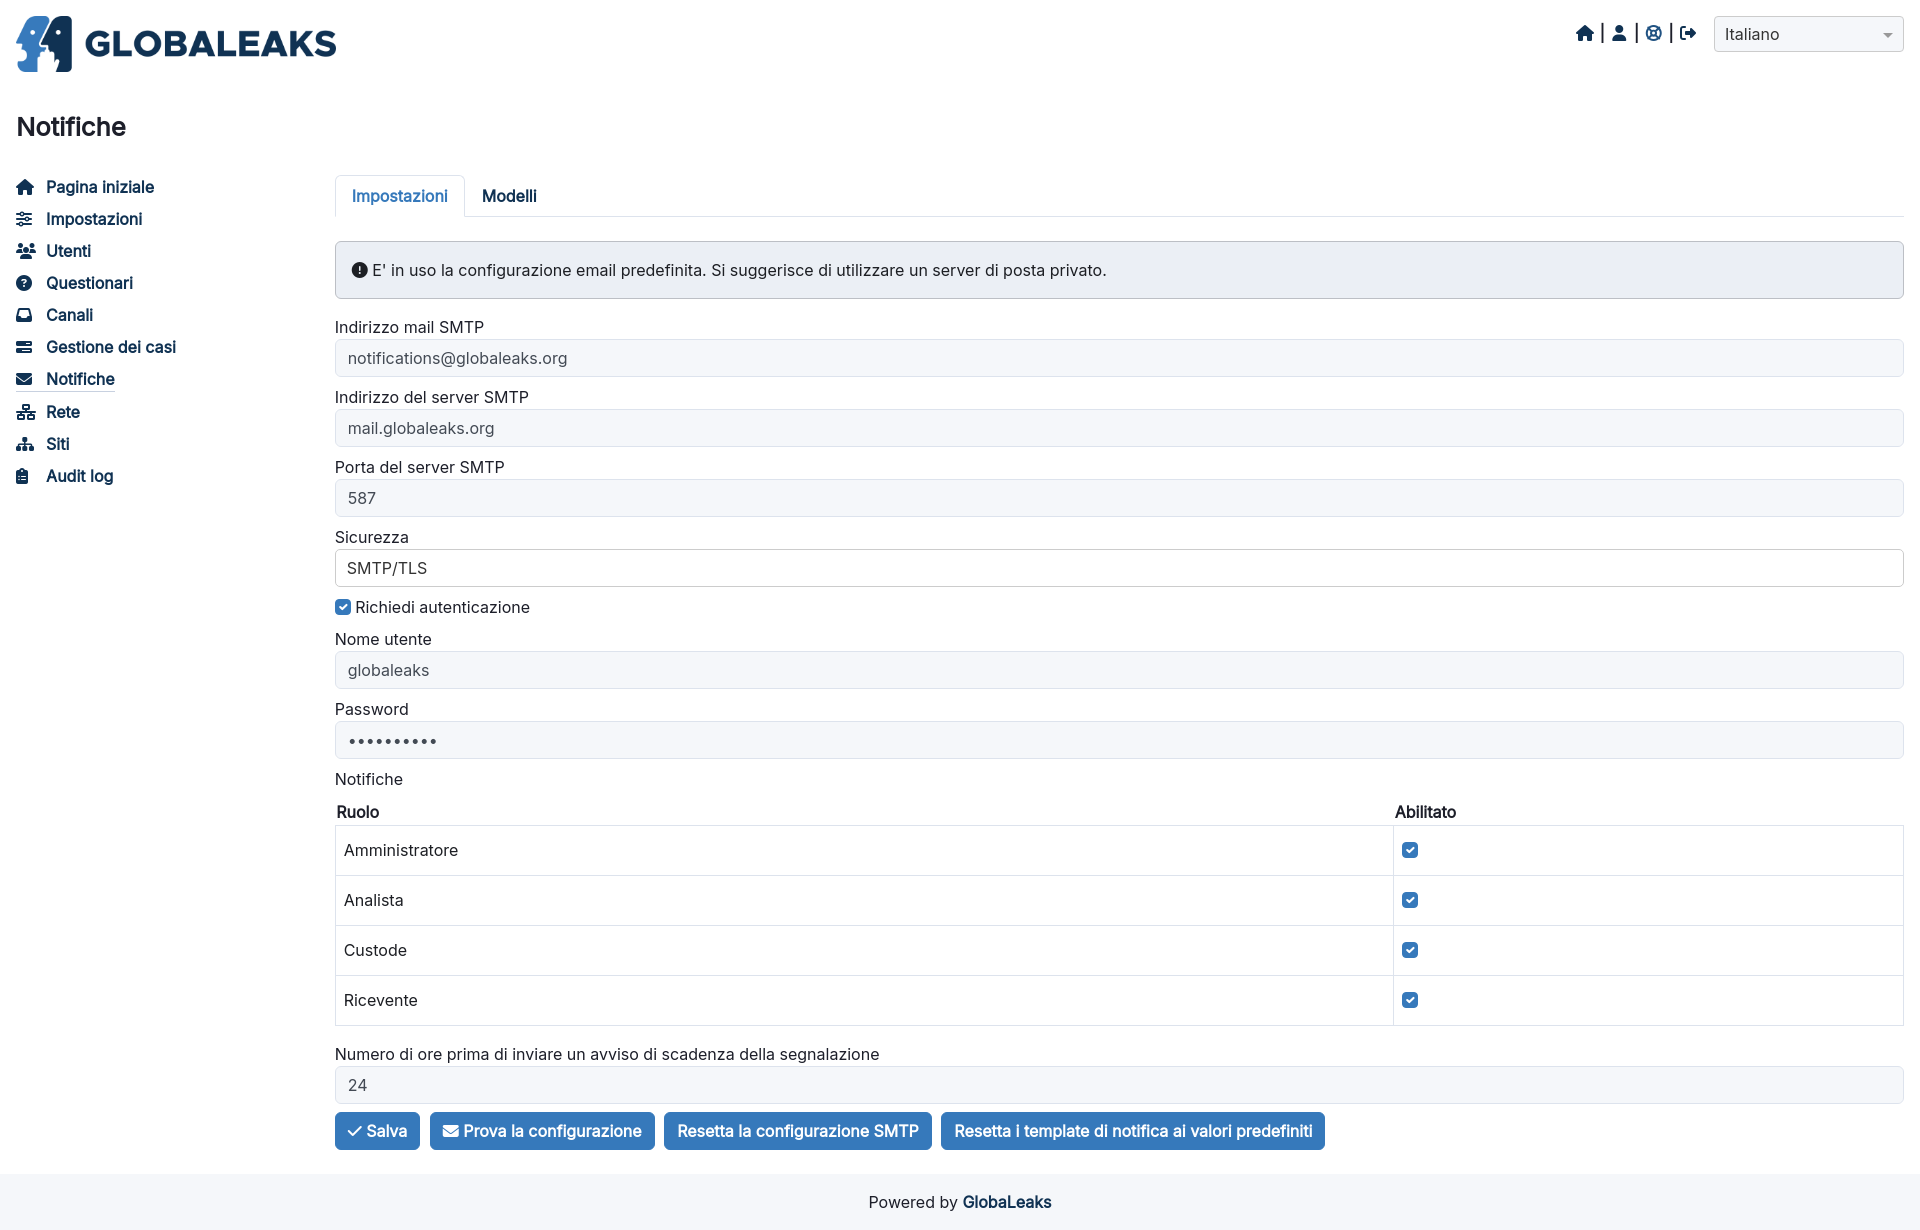 GLOBALEAKS
Italiano
Notifiche
Pagina iniziale
Impostazioni
Utenti
Questionari
Canali
Gestione dei casi
Notifiche
Rete
Siti
Audit log
Impostazioni Modelli
E' in uso la configurazione email predefinita. Si suggerisce di utilizzare un server di posta privato.
Indirizzo mail SMTP
notifications@globaleaks.org
Indirizzo del server SMTP
mail.globaleaks.org
Porta del server SMTP
587
Sicurezza
SMTP/TLS
Richiedi autenticazione
Nome utente
globaleaks
Password
••••••••••
Notifiche
Ruolo Abilitato
Amministratore
Analista
Custode
Ricevente
Numero di ore prima di inviare un avviso di scadenza della segnalazione
24
Salva Prova la configurazione Resetta la configurazione SMTP Resetta i template di notifica ai valori predefiniti
Powered by GlobaLeaks